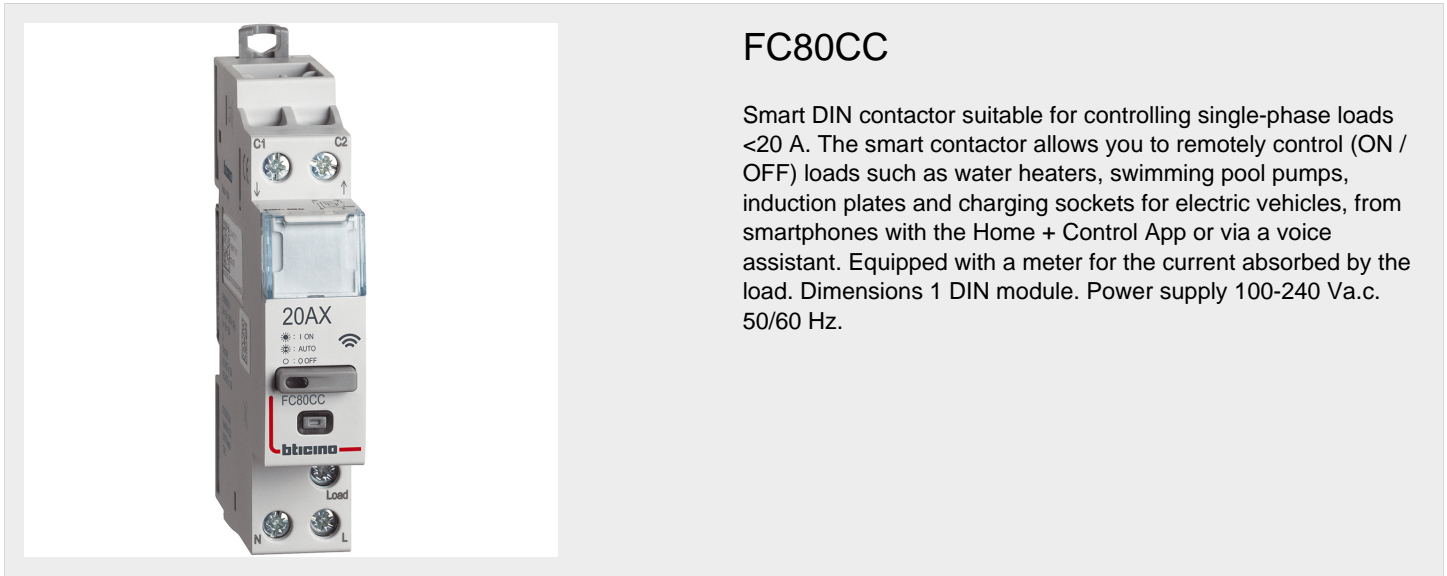 FC80CC
Smart DIN contactor suitable for controlling single-phase loads
<20 A. The smart contactor allows you to remotely control (ON /
OFF) loads such as water heaters, swimming pool pumps,
induction plates and charging sockets for electric vehicles, from
smartphones with the Home + Control App or via a voice
assistant. Equipped with a meter for the current absorbed by the
load. Dimensions 1 DIN module. Power supply 100-240 Va.c.
50/60 Hz.
C1 C2
20AX
: I ON
: AUTO
: O OFF
FC80CC
bticino
Load
N L